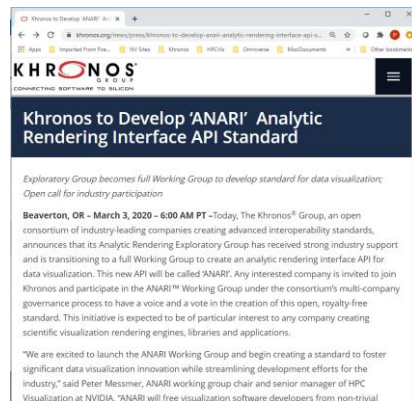 Khronos to Develop 'ANARI' An
khronos.org/news/press/khronos-to-develop-anari-analytic-rendering-interface-api-s...
Apps Imported From Fire... NV Sites Khronos HPCVis Omniverse MiscDocuments Other bookmarks
KHRONOS®
GROUP
CONNECTING SOFTWARE TO SILICON
Khronos to Develop ‘ANARI’ Analytic
Rendering Interface API Standard
Exploratory Group becomes full Working Group to develop standard for data visualization;
Open call for industry participation
Beaverton, OR – March 3, 2020 – 6:00 AM PT –Today, The Khronos® Group, an open
consortium of industry-leading companies creating advanced interoperability standards,
announces that its Analytic Rendering Exploratory Group has received strong industry support
and is transitioning to a full Working Group to create an analytic rendering interface API for
data visualization. This new API will be called ‘ANARI’. Any interested company is invited to join
Khronos and participate in the ANARI™ Working Group under the consortium's multi-company
governance process to have a voice and a vote in the creation of this open, royalty-free
standard. This initiative is expected to be of particular interest to any company creating
scientific visualization rendering engines, libraries and applications.
“We are excited to launch the ANARI Working Group and begin creating a standard to foster
significant data visualization innovation while streamlining development efforts for the
industry,” said Peter Messmer, ANARI working group chair and senior manager of HPC
Visualization at NVIDIA. “ANARI will free visualization software developers from non-trivial